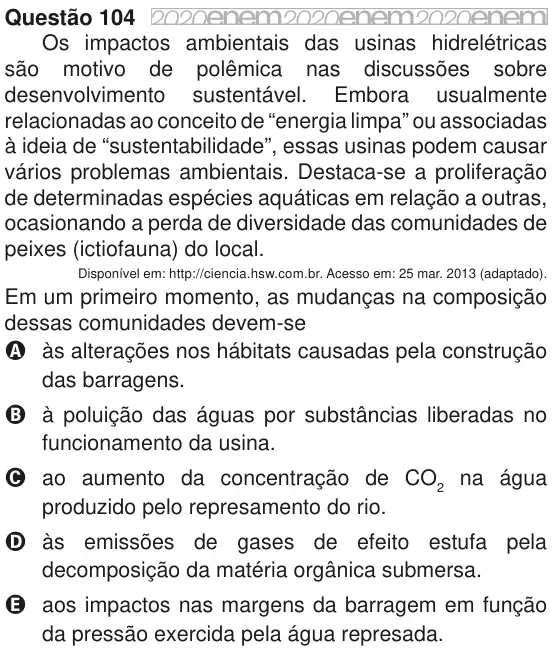 Questão 104 2020enem2020enem2020enem
Os impactos ambientais das usinas hidrelétricas
são motivo de polêmica nas discussões sobre
desenvolvimento sustentável. Embora usualmente
relacionadas ao conceito de “energia limpa” ou associadas
à ideia de “sustentabilidade”, essas usinas podem causar
vários problemas ambientais. Destaca-se a proliferação
de determinadas espécies aquáticas em relação a outras,
ocasionando a perda de diversidade das comunidades de
peixes (ictiofauna) do local.
Disponível em: http://ciencia.hsw.com.br. Acesso em: 25 mar. 2013 (adaptado).
Em um primeiro momento, as mudanças na composição
dessas comunidades devem-se
A às alterações nos hábitats causadas pela construção
das barragens.
B à poluição das águas por substâncias liberadas no
funcionamento da usina.
C ao aumento da concentração de CO2 na água
produzido pelo represamento do rio.
D às emissões de gases de efeito estufa pela
decomposição da matéria orgânica submersa.
E aos impactos nas margens da barragem em função
da pressão exercida pela água represada.